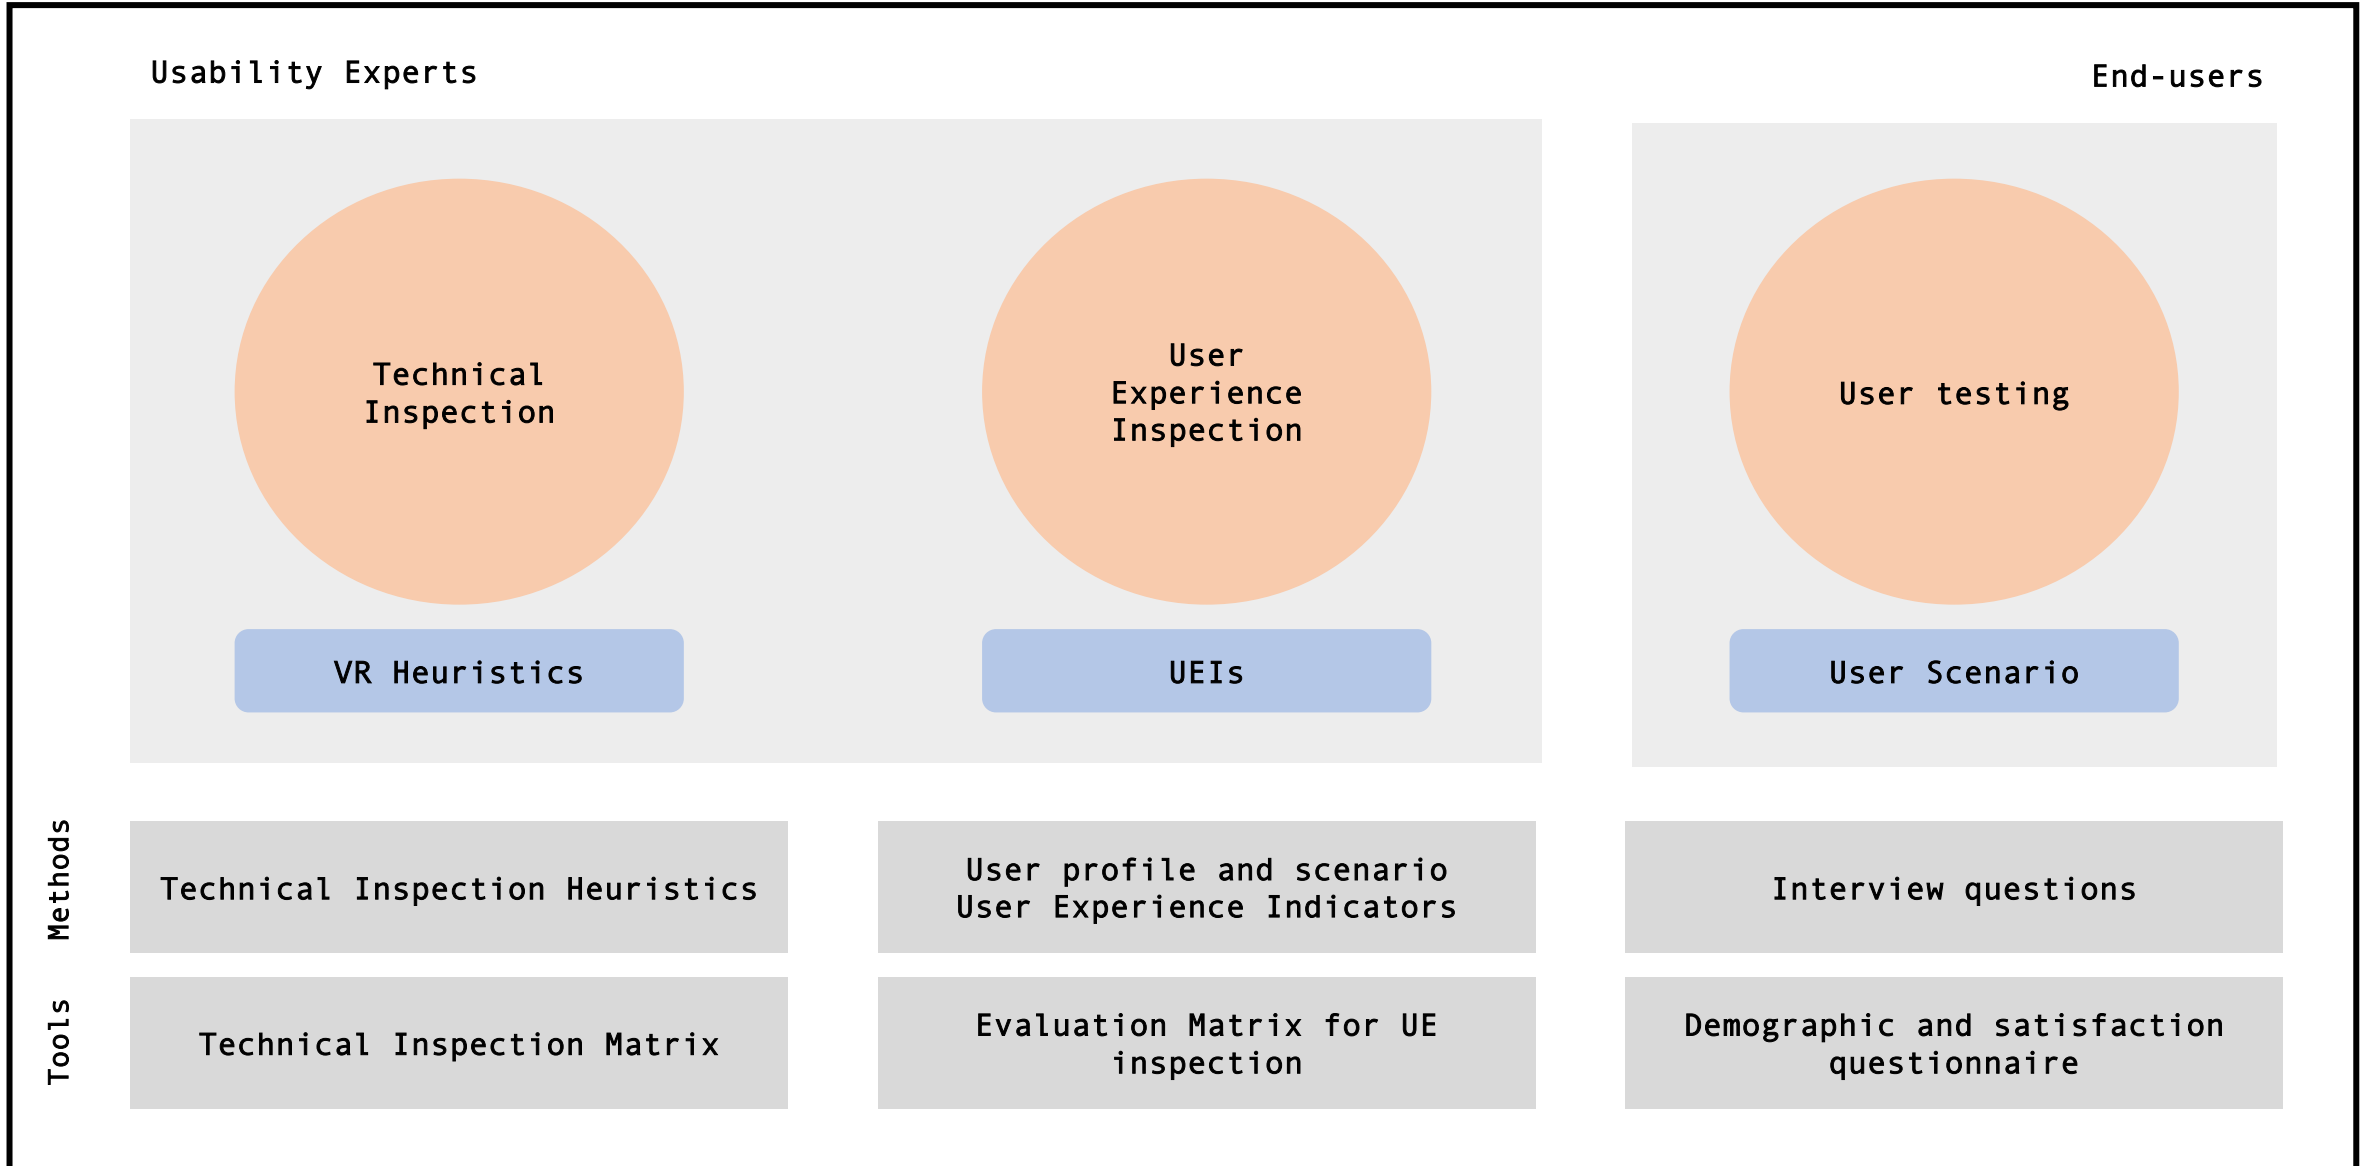 Usability Experts
End-users
Technical
Inspection
User
Experience
Inspection
User testing
VR Heuristics
UEIs
User Scenario
Methods
Technical Inspection Heuristics
User profile and scenario
User Experience Indicators
Interview questions
Tools
Technical Inspection Matrix
Evaluation Matrix for UE
inspection
Demographic and satisfaction
questionnaire